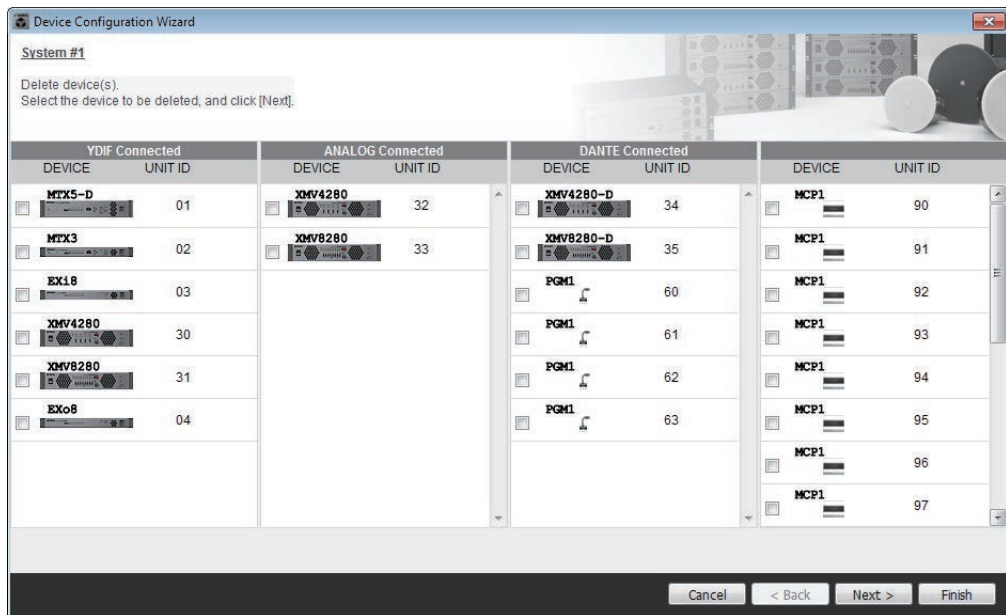 Device Configuration Wizard
System #1
Delete device(s).
Select the device to be deleted, and click [Next].
YDIF Connected
DEVICE UNIT ID
MTX5-D 01
MTX3 02
EXi8 03
XMV4280 30
XMV8280 31
EXo8 04
ANALOG Connected
DEVICE UNIT ID
XMV4280 32
XMV8280 33
DANTE Connected
DEVICE UNIT ID
XMV4280-D 34
XMV8280-D 35
PGM1 60
PGM1 61
PGM1 62
PGM1 63
DEVICE UNIT ID
MCP1 90
MCP1 91
MCP1 92
MCP1 93
MCP1 94
MCP1 95
MCP1 96
MCP1 97
Cancel < Back Next > Finish